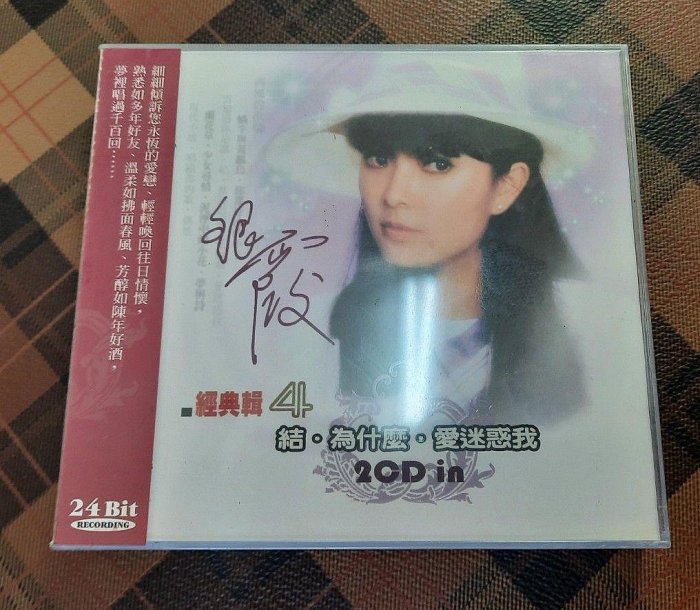 細細傾訴您永恆的愛戀、輕輕喚回往日情懷，
熟悉如多年好友、溫柔如拂面春風、芳醇如陳年好酒，
夢裡唱過千百回……
24 Bit
RECORDING
銀霞
經典輯 4
結・為什麼・愛迷惑我
2CD in